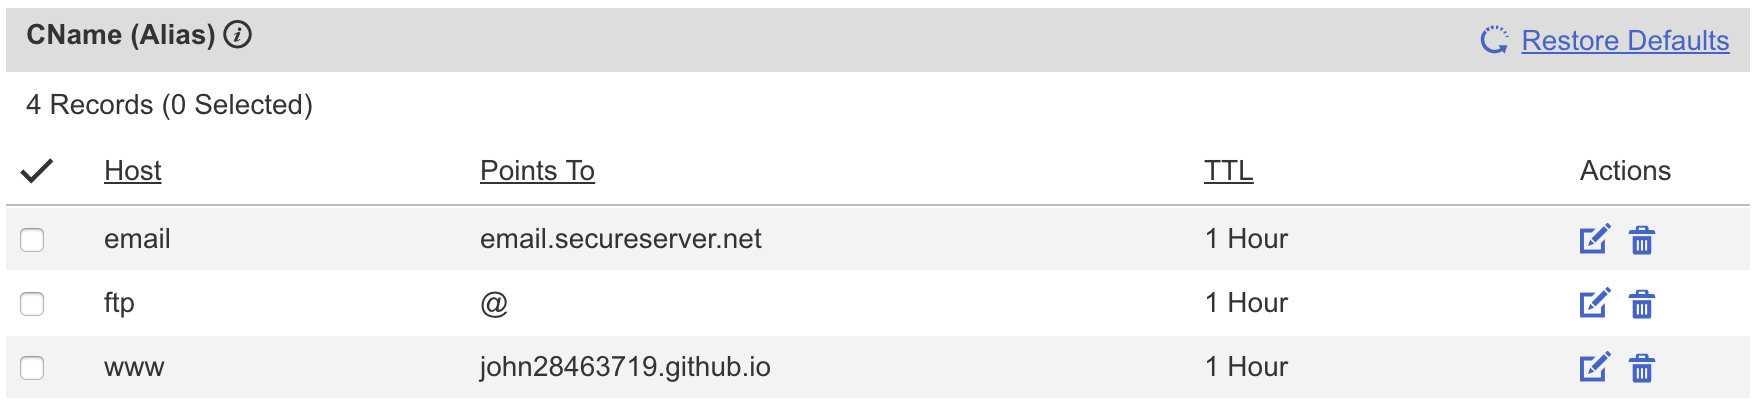 CName (Alias) i Restore Defaults
4 Records (0 Selected)
Host Points To TTL Actions
email email.secureserver.net 1 Hour
ftp @ 1 Hour
www john28463719.github.io 1 Hour